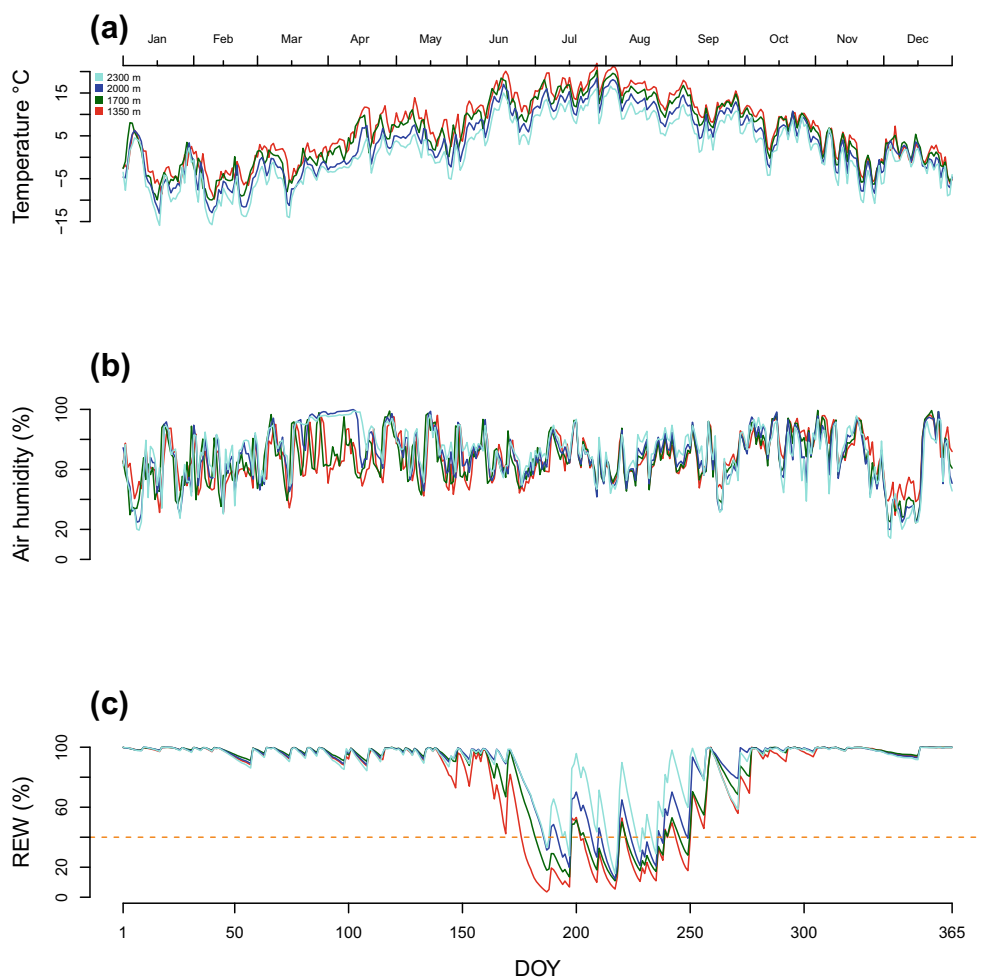 (a)
Jan Feb Mar Apr May Jun Jul Aug Sep Oct Nov Dec
Temperature °C
15
5
−5
−15
2300 m
2000 m
1700 m
1350 m
(b)
Air humidity (%)
100
60
20
0
(c)
REW (%)
100
60
20
0
1 50 100 150 200 250 300 365
DOY